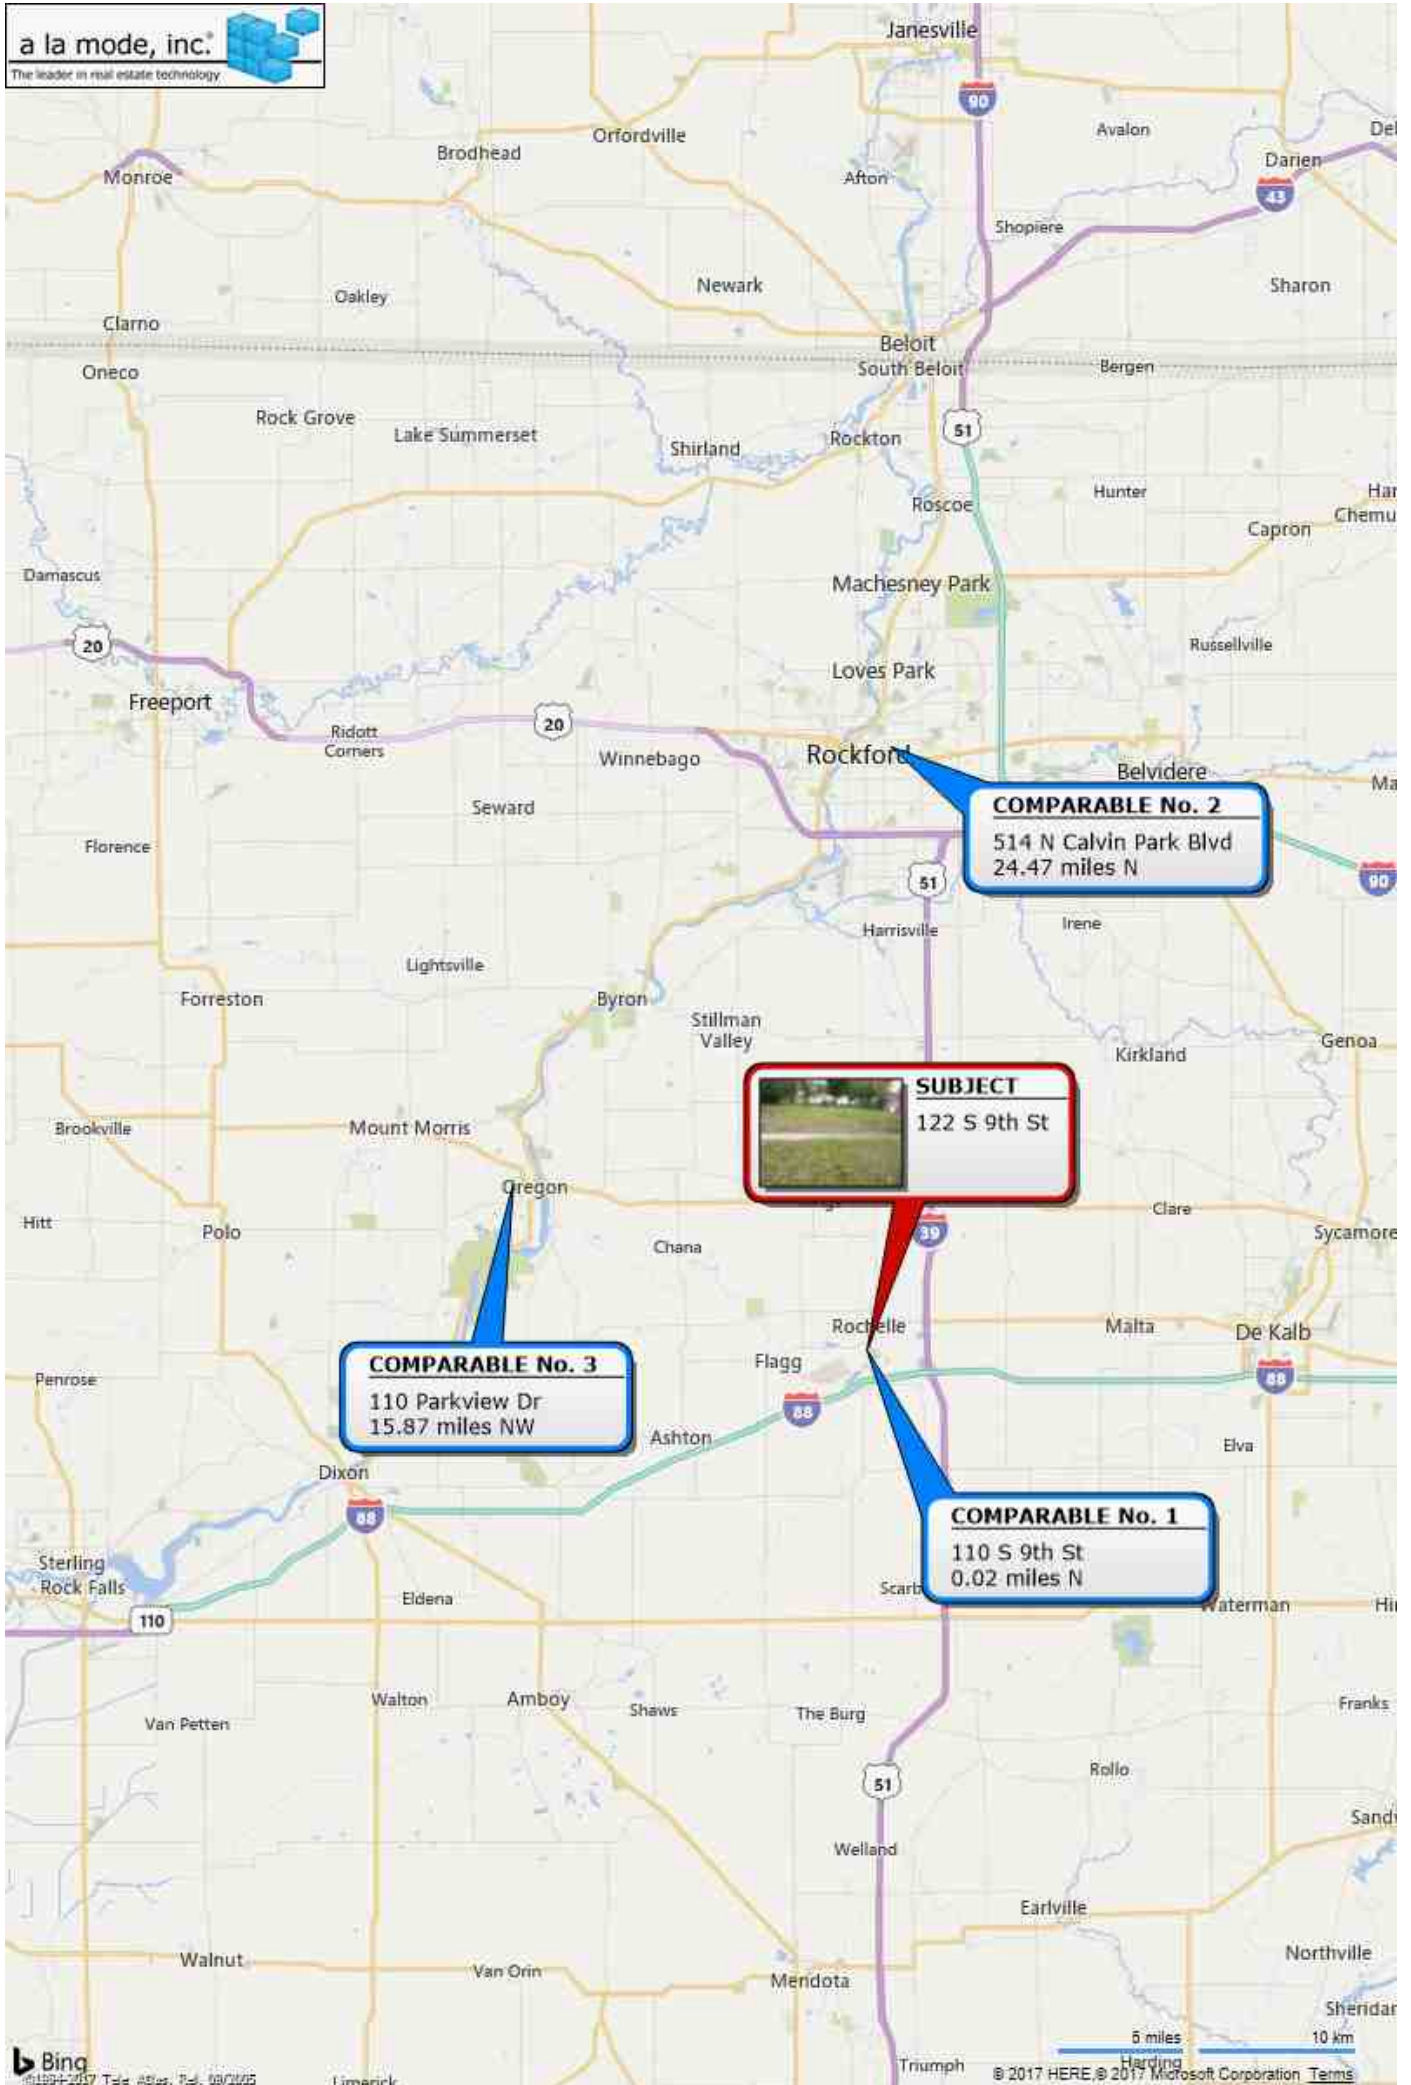 a la mode, inc.
The leader in real estate technology
Janesville
90
Avalon
Orfordville
Brodhead
Darien
Monroe
Afton
43
Shopiere
Newark
Sharon
Oakley
Clarno
Beloit
South Beloit
Bergen
Oneco
Rock Grove
Lake Summerset
51
Rockton
Shirland
Hunter
Roscoe
Capron
Damascus
Machesney Park
20
Russellville
Loves Park
Freeport
20
Ridott
Corners
Winnebago
Rockford
Belvidere
COMPARABLE No. 2
514 N Calvin Park Blvd
24.47 miles N
Seward
Florence
51
90
Irene
Harrisville
Lightsville
Forreston
Byron
Stillman
Valley
Genoa
Kirkland
SUBJECT
122 S 9th St
Brookville
Mount Morris
Oregon
Hitt
Polo
Clare
39
Sycamore
Chana
Rochelle
Malta
De Kalb
Flagg
88
COMPARABLE No. 3
110 Parkview Dr
15.87 miles NW
Penrose
88
Ashton
Elva
Dixon
88
COMPARABLE No. 1
110 S 9th St
0.02 miles N
Sterling
Rock Falls
Eldena
110
Waterman
Walton
Amboy
Shaws
The Burg
Franks
Van Petten
Rollo
51
Welland
Earlville
Walnut
Van Orin
Northville
Mendota
5 miles
10 km
Bing
Triumph
Harding
© 2017 HERE,© 2017 Microsoft Corporation Terms
Limerick